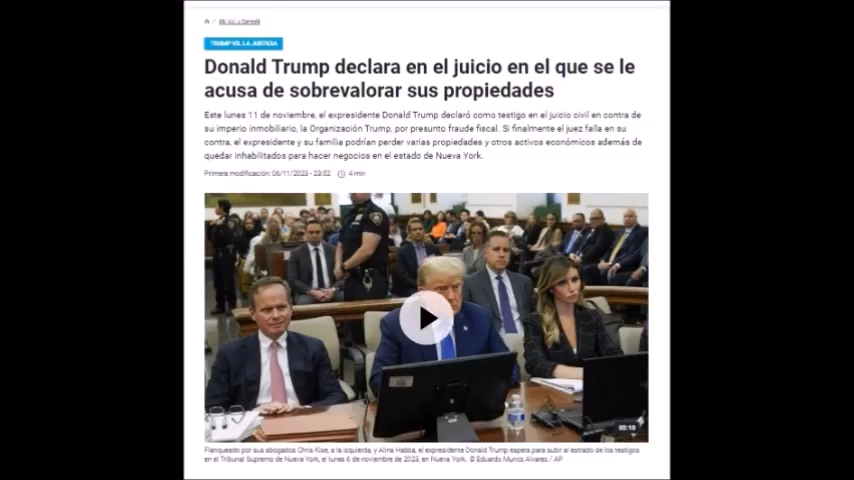 EE. UU. y Canadá
TRUMP VS. LA JUSTICIA
Donald Trump declara en el juicio en el que se le
acusa de sobrevalorar sus propiedades
Este lunes 11 de noviembre, el expresidente Donald Trump declaró como testigo en el juicio civil en contra de
su imperio inmobiliario, la Organización Trump, por presunto fraude fiscal. Si finalmente el juez falla en su
contra, el expresidente y su familia podrían perder varias propiedades y otros activos económicos además de
quedar inhabilitados para hacer negocios en el estado de Nueva York.
Primera modificación: 06/11/2023 - 23:52 4 min
02:10
Flanqueado por sus abogados Chris Kise, a la izquierda, y Alina Habba, el expresidente Donald Trump espera para subir al estrado de los testigos
en el Tribunal Supremo de Nueva York, el lunes 6 de noviembre de 2023, en Nueva York. © Eduardo Munos Alvarez / AP